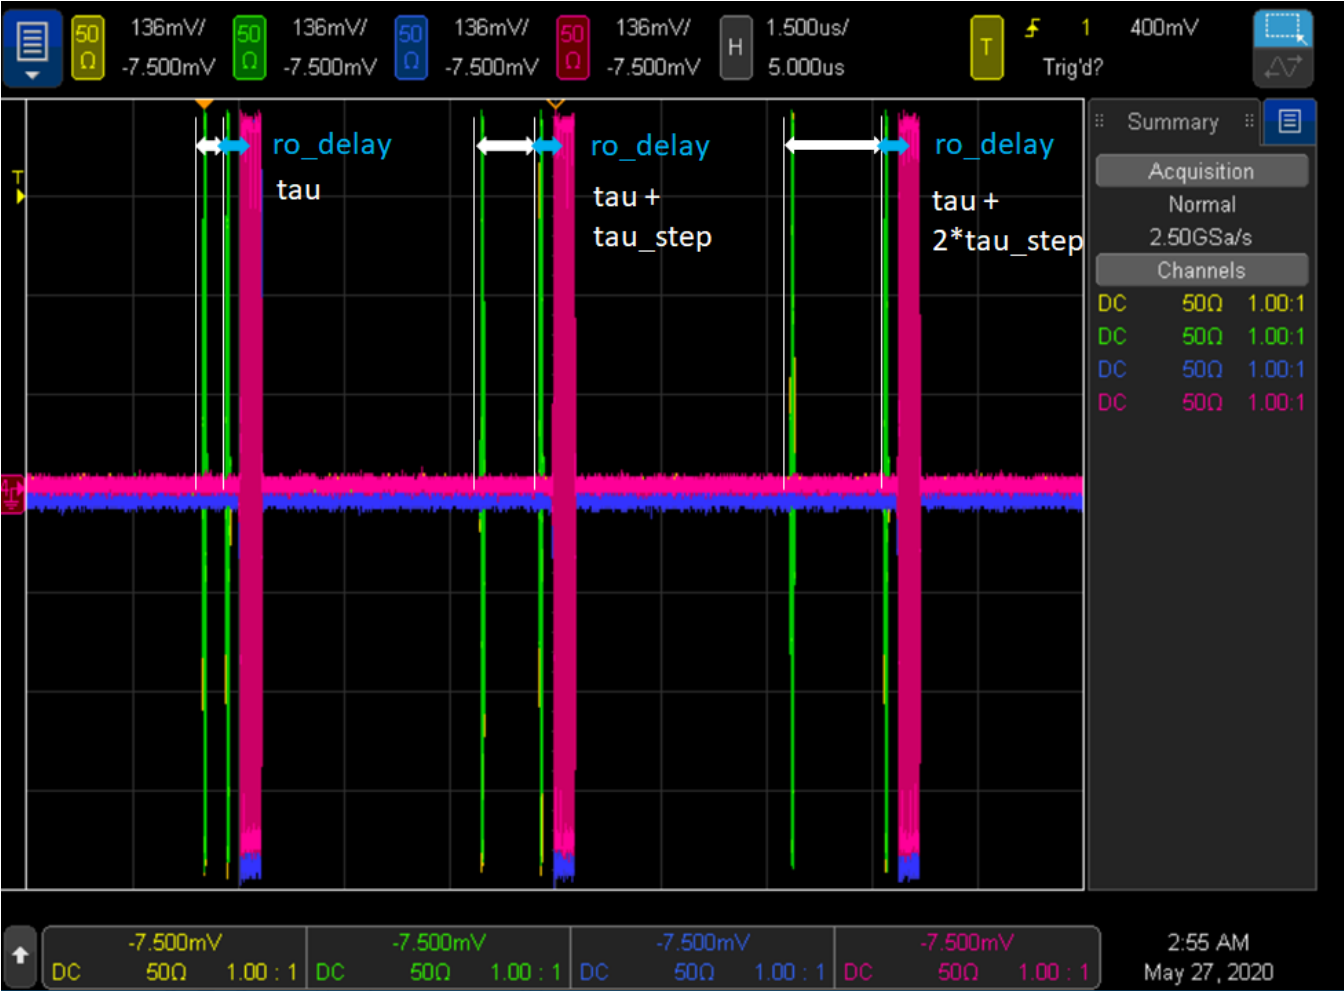 50 Ω 136mV/ -7.500mV 50 Ω 136mV/ -7.500mV 50 Ω 136mV/ -7.500mV 50 Ω 136mV/ -7.500mV H 1.500us/ 5.000us T 1 400mV Trig'd?
T
ro_delay
tau
ro_delay
tau +
tau_step
ro_delay
tau +
2*tau_step
Summary
Acquisition
Normal
2.50GSa/s
Channels
DC 50Ω 1.00:1
DC 50Ω 1.00:1
DC 50Ω 1.00:1
DC 50Ω 1.00:1
-7.500mV -7.500mV -7.500mV -7.500mV
DC 50Ω 1.00 : 1 DC 50Ω 1.00 : 1 DC 50Ω 1.00 : 1 DC 50Ω 1.00 : 1
2:55 AM
May 27, 2020